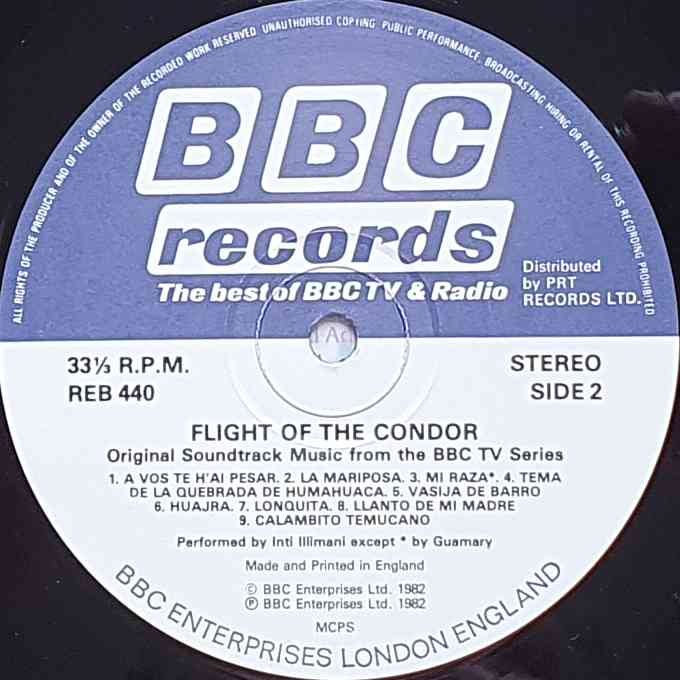 ALL RIGHTS OF THE PRODUCER AND OF THE OWNER OF THE RECORDED WORK RESERVED UNAUTHORISED COPYING, PUBLIC PERFORMANCE, BROADCASTING HIRING OR RENTAL OF THIS RECORDING PROHIBITED
BBC
records
The best of BBC TV & Radio
Distributed
by PRT
RECORDS LTD.
33⅓ R.P.M.
STEREO
REB 440
SIDE 2
FLIGHT OF THE CONDOR
Original Soundtrack Music from the BBC TV Series
1. A VOS TE H'AI PESAR. 2. LA MARIPOSA. 3. MI RAZA*. 4. TEMA
DE LA QUEBRADA DE HUMAHUACA. 5. VASIJA DE BARRO
6. HUAJRA. 7. LONQUITA. 8. LLANTO DE MI MADRE
9. CALAMBITO TEMUCANO
Performed by Inti Illimani except * by Guamary
Made and Printed in England
© BBC Enterprises Ltd. 1982
℗ BBC Enterprises Ltd. 1982
MCPS
BBC ENTERPRISES LONDON ENGLAND